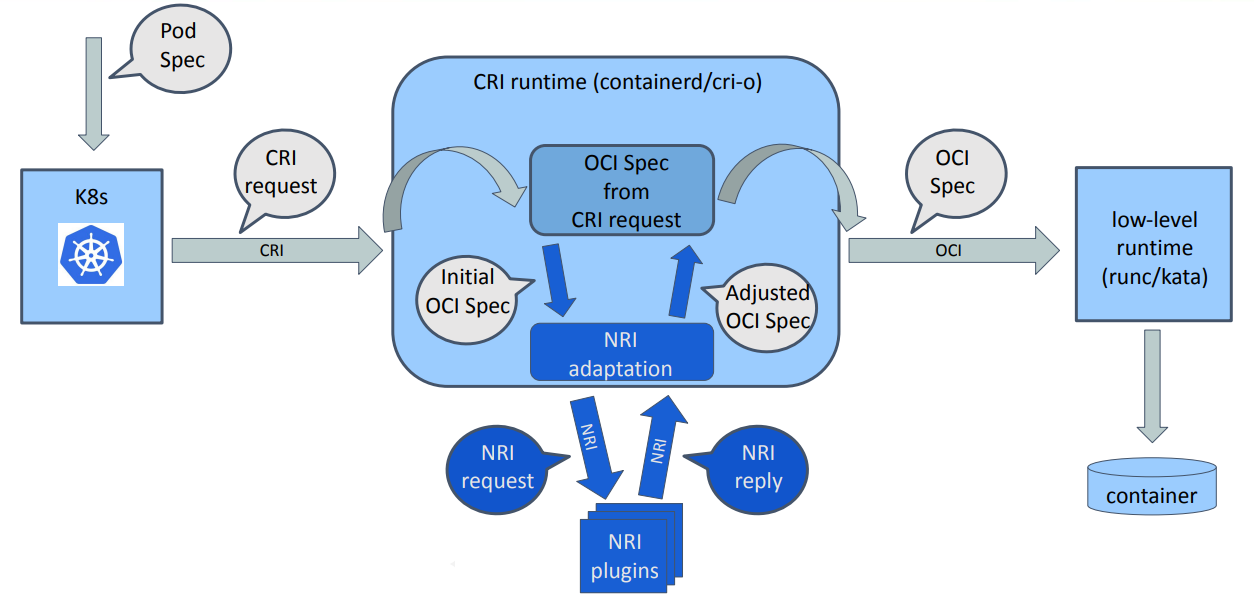 Pod
Spec
CRI runtime (containerd/cri-o)
K8s
CRI
request
CRI
OCI Spec
from
CRI request
OCI
Spec
OCI
low-level
runtime
(runc/kata)
Initial
OCI Spec
Adjusted
OCI Spec
NRI
adaptation
NRI
request
NRI
NRI
NRI
reply
NRI
plugins
container